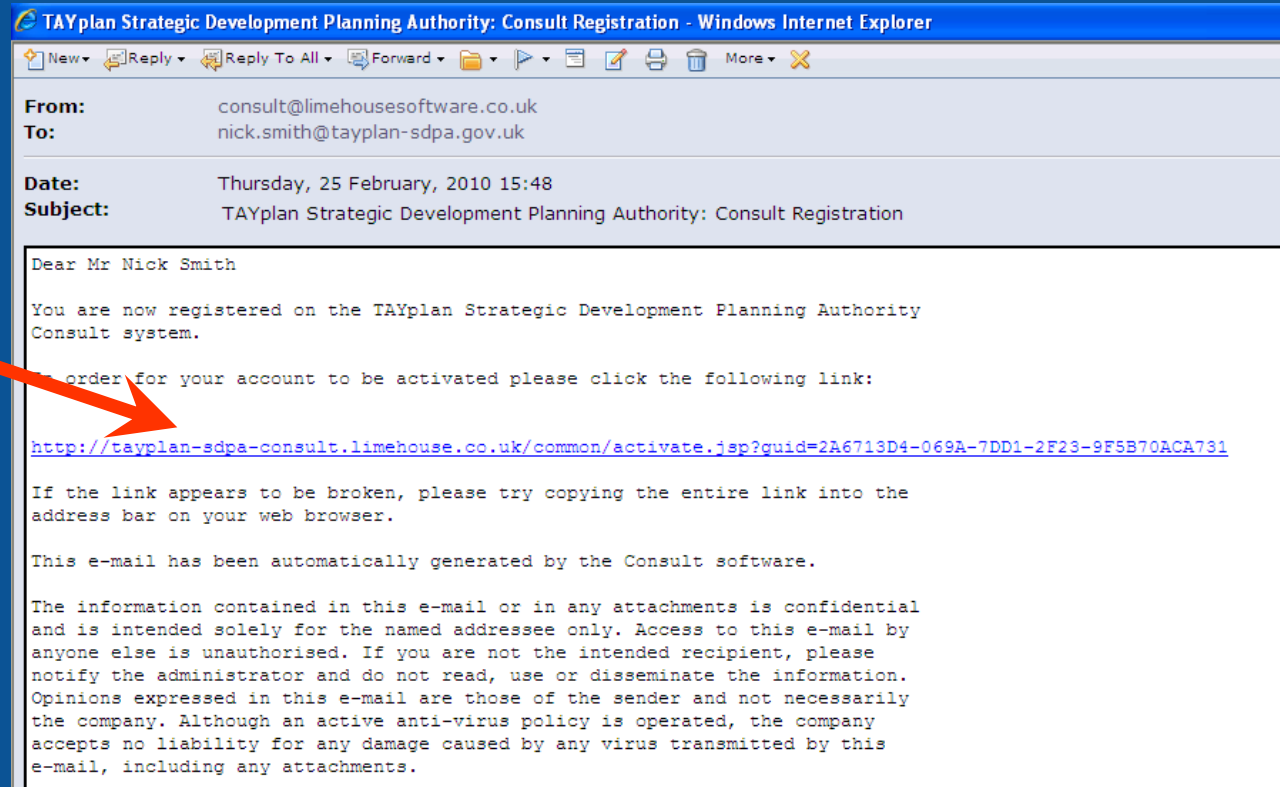 TAYplan Strategic Development Planning Authority: Consult Registration - Windows Internet Explorer
New Reply Reply To All Forward More
From: consult@limehousesoftware.co.uk
To: nick.smith@tayplan-sdpa.gov.uk
Date: Thursday, 25 February, 2010 15:48
Subject: TAYplan Strategic Development Planning Authority: Consult Registration
Dear Mr Nick Smith
You are now registered on the TAYplan Strategic Development Planning Authority
Consult system.
order for your account to be activated please click the following link:
http://tayplan-sdpa-consult.limehouse.co.uk/common/activate.jsp?guid=2A6713D4-069A-7DD1-2F23-9F5B70ACA731
If the link appears to be broken, please try copying the entire link into the
address bar on your web browser.
This e-mail has been automatically generated by the Consult software.
The information contained in this e-mail or in any attachments is confidential
and is intended solely for the named addressee only. Access to this e-mail by
anyone else is unauthorised. If you are not the intended recipient, please
notify the administrator and do not read, use or disseminate the information.
Opinions expressed in this e-mail are those of the sender and not necessarily
the company. Although an active anti-virus policy is operated, the company
accepts no liability for any damage caused by any virus transmitted by this
e-mail, including any attachments.